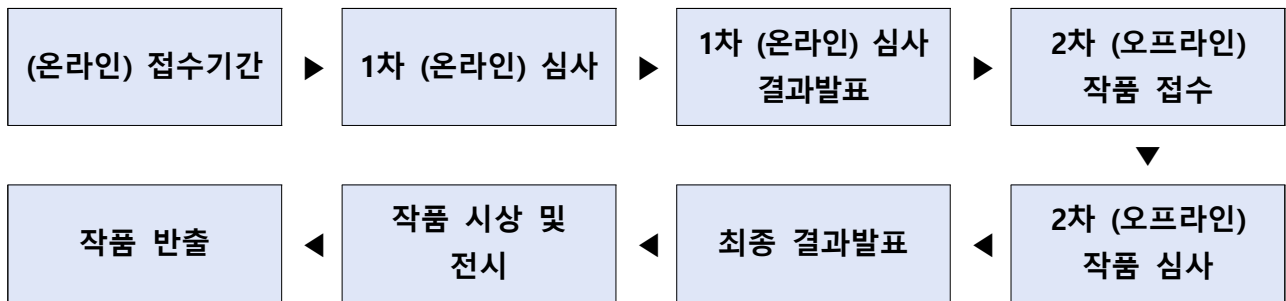 (온라인) 접수기간
▶
1차 (온라인) 심사
▶
1차 (온라인) 심사
결과발표
▶
2차 (오프라인)
작품 접수
▼
2차 (오프라인)
작품 심사
◀
최종 결과발표
◀
작품 시상 및
전시
◀
작품 반출